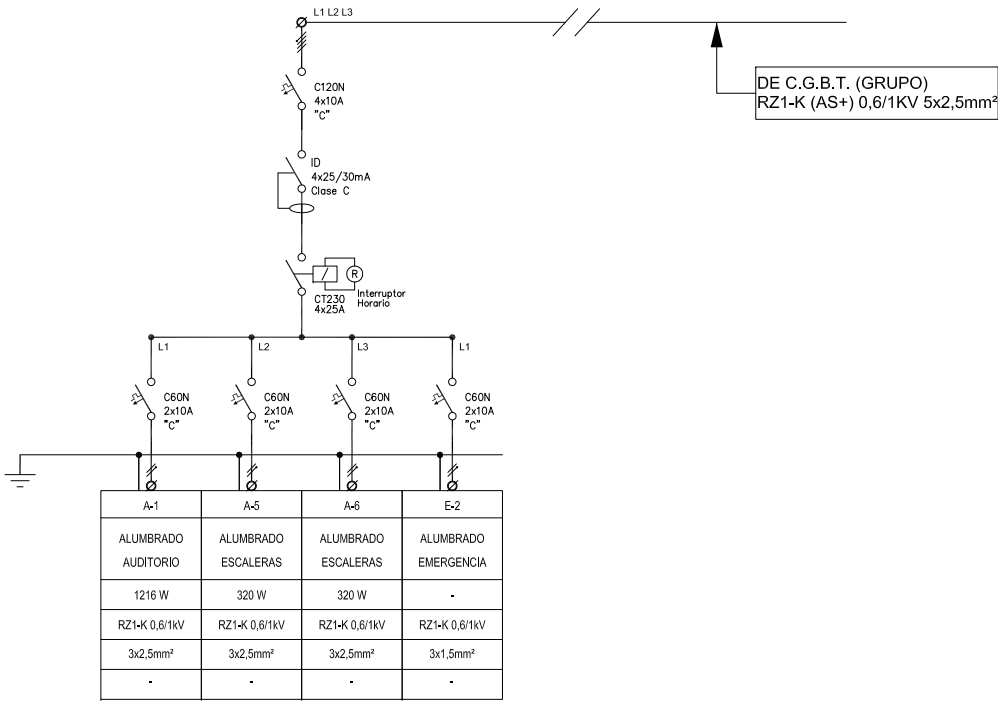 L1 L2 L3
DE C.G.B.T. (GRUPO)
RZ1-K (AS+) 0,6/1KV 5x2,5mm²
C120N
4x10A
"C"
ID
4x25/30mA
Clase C
R
Interruptor
Horario
CT230
4x25A
L1
L2
L3
L1
C60N
2x10A
"C"
C60N
2x10A
"C"
C60N
2x10A
"C"
C60N
2x10A
"C"
A-1
A-5
A-6
E-2
ALUMBRADO
AUDITORIO
ALUMBRADO
ESCALERAS
ALUMBRADO
ESCALERAS
ALUMBRADO
EMERGENCIA
1216 W
320 W
320 W
-
RZ1-K 0,6/1kV
RZ1-K 0,6/1kV
RZ1-K 0,6/1kV
RZ1-K 0,6/1kV
3x2,5mm²
3x2,5mm²
3x2,5mm²
3x1,5mm²
-
-
-
-